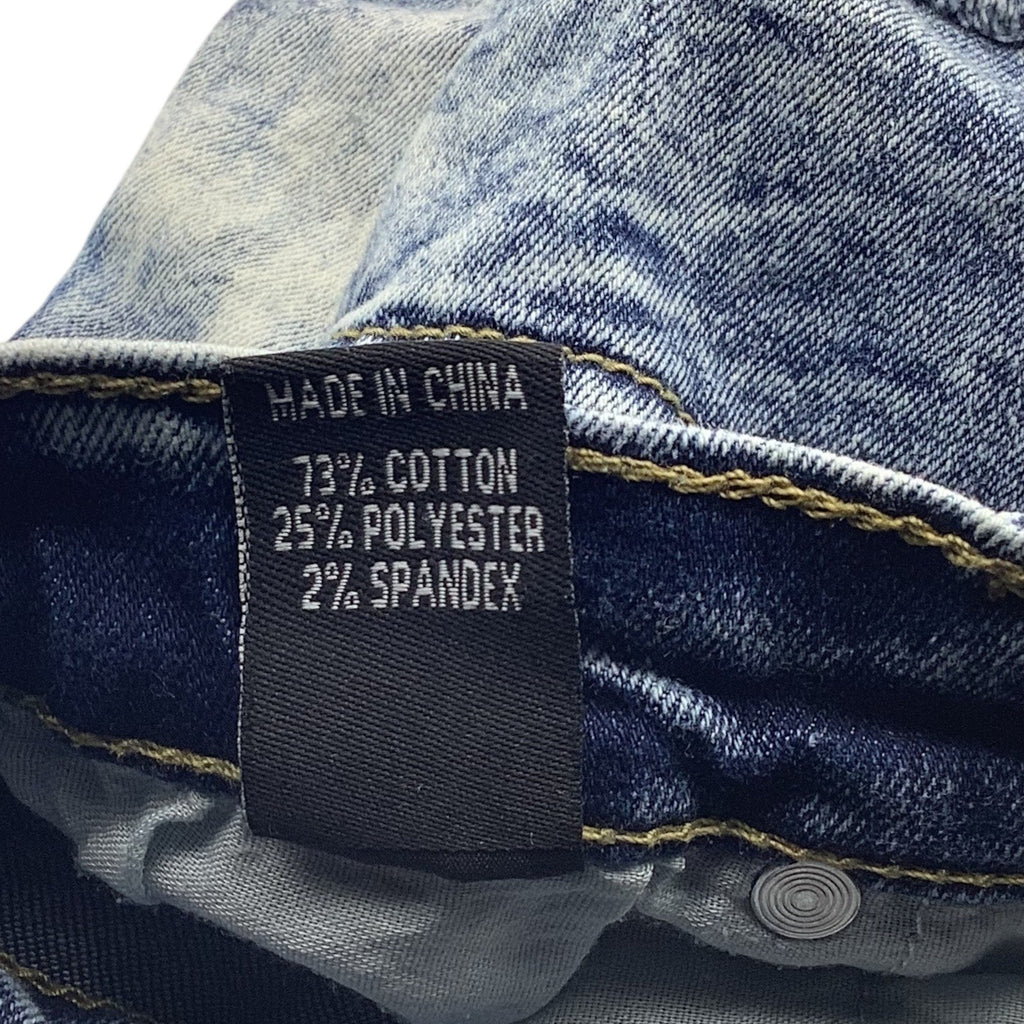 MADE IN CHINA
73% COTTON
25% POLYESTER
2% SPANDEX